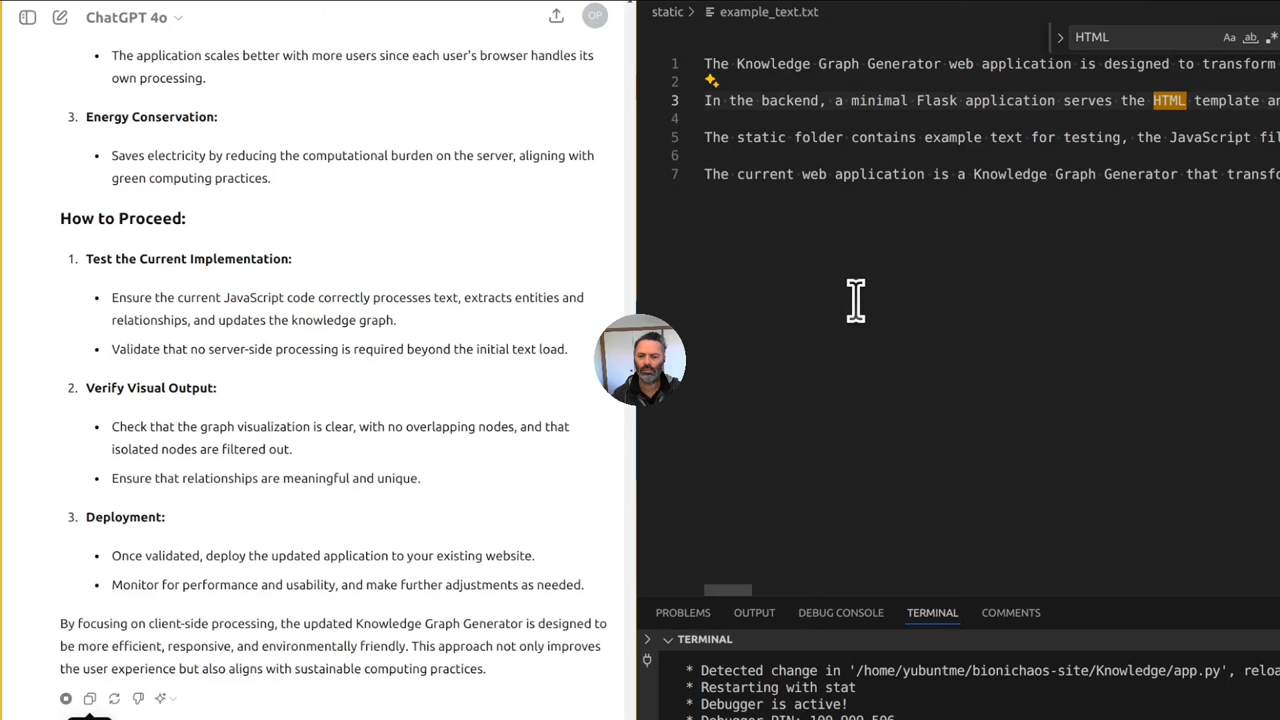 ChatGPT 4o
OP
• The application scales better with more users since each user's browser handles its
own processing.
3. Energy Conservation:
• Saves electricity by reducing the computational burden on the server, aligning with
green computing practices.
How to Proceed:
1. Test the Current Implementation:
• Ensure the current JavaScript code correctly processes text, extracts entities and
relationships, and updates the knowledge graph.
• Validate that no server-side processing is required beyond the initial text load.
2. Verify Visual Output:
• Check that the graph visualization is clear, with no overlapping nodes, and that
isolated nodes are filtered out.
• Ensure that relationships are meaningful and unique.
3. Deployment:
• Once validated, deploy the updated application to your existing website.
• Monitor for performance and usability, and make further adjustments as needed.
By focusing on client-side processing, the updated Knowledge Graph Generator is designed to
be more efficient, responsive, and environmentally friendly. This approach not only improves
the user experience but also aligns with sustainable computing practices.
static > example_text.txt
HTML Aa ab
1 The Knowledge Graph Generator web application is designed to transform
2
3 In the backend, a minimal Flask application serves the HTML template
4
5 The static folder contains example text for testing, the JavaScript
6
7 The current web application is a Knowledge Graph Generator that
PROBLEMS OUTPUT DEBUG CONSOLE TERMINAL COMMENTS
TERMINAL
* Detected change in '/home/yubuntme/bionichaos-site/Knowledge/app.py',
* Restarting with stat
* Debugger is active!